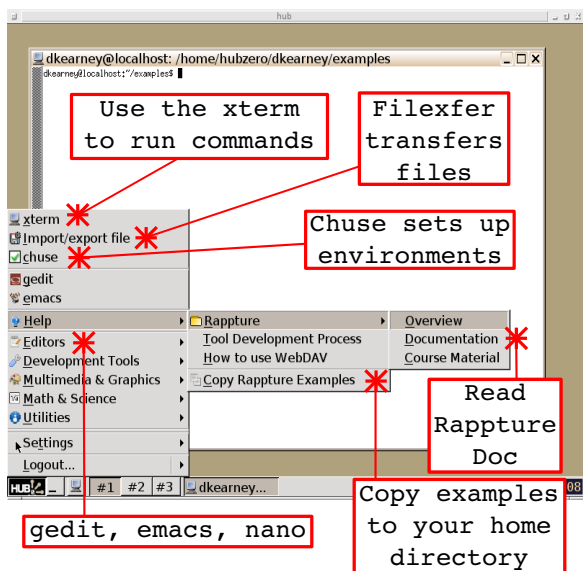 hub
dkearney@localhost: /home/hubzero/dkearney/examples
dkearney@localhost:~/examples$
Use the xterm
to run commands
Filexfer
transfers
files
xterm
Import/export file
chuse
Chuse sets up
environments
gedit
emacs
Help
Rappture
Overview
Editors
Tool Development Process
Documentation
Development Tools
How to use WebDAV
Course Material
Multimedia & Graphics
Copy Rappture Examples
Math & Science
Utilities
Read
Rappture
Doc
Settings
Logout...
HUB
#1
#2
#3
dkearney...
08
gedit, emacs, nano
Copy examples
to your home
directory